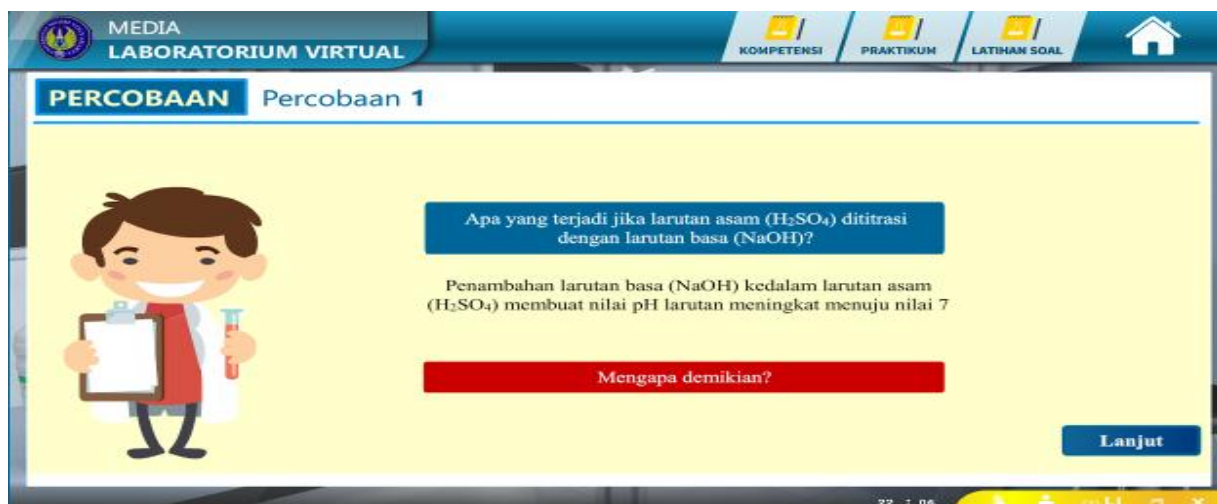 MEDIA
LABORATORIUM VIRTUAL
KOMPETENSI
PRAKTIKUM
LATIHAN SOAL
PERCOBAAN Percobaan 1
Apa yang terjadi jika larutan asam (H₂SO₄) dititrasi
dengan larutan basa (NaOH)?
Penambahan larutan basa (NaOH) kedalam larutan asam
(H₂SO₄) membuat nilai pH larutan meningkat menuju nilai 7
Mengapa demikian?
Lanjut